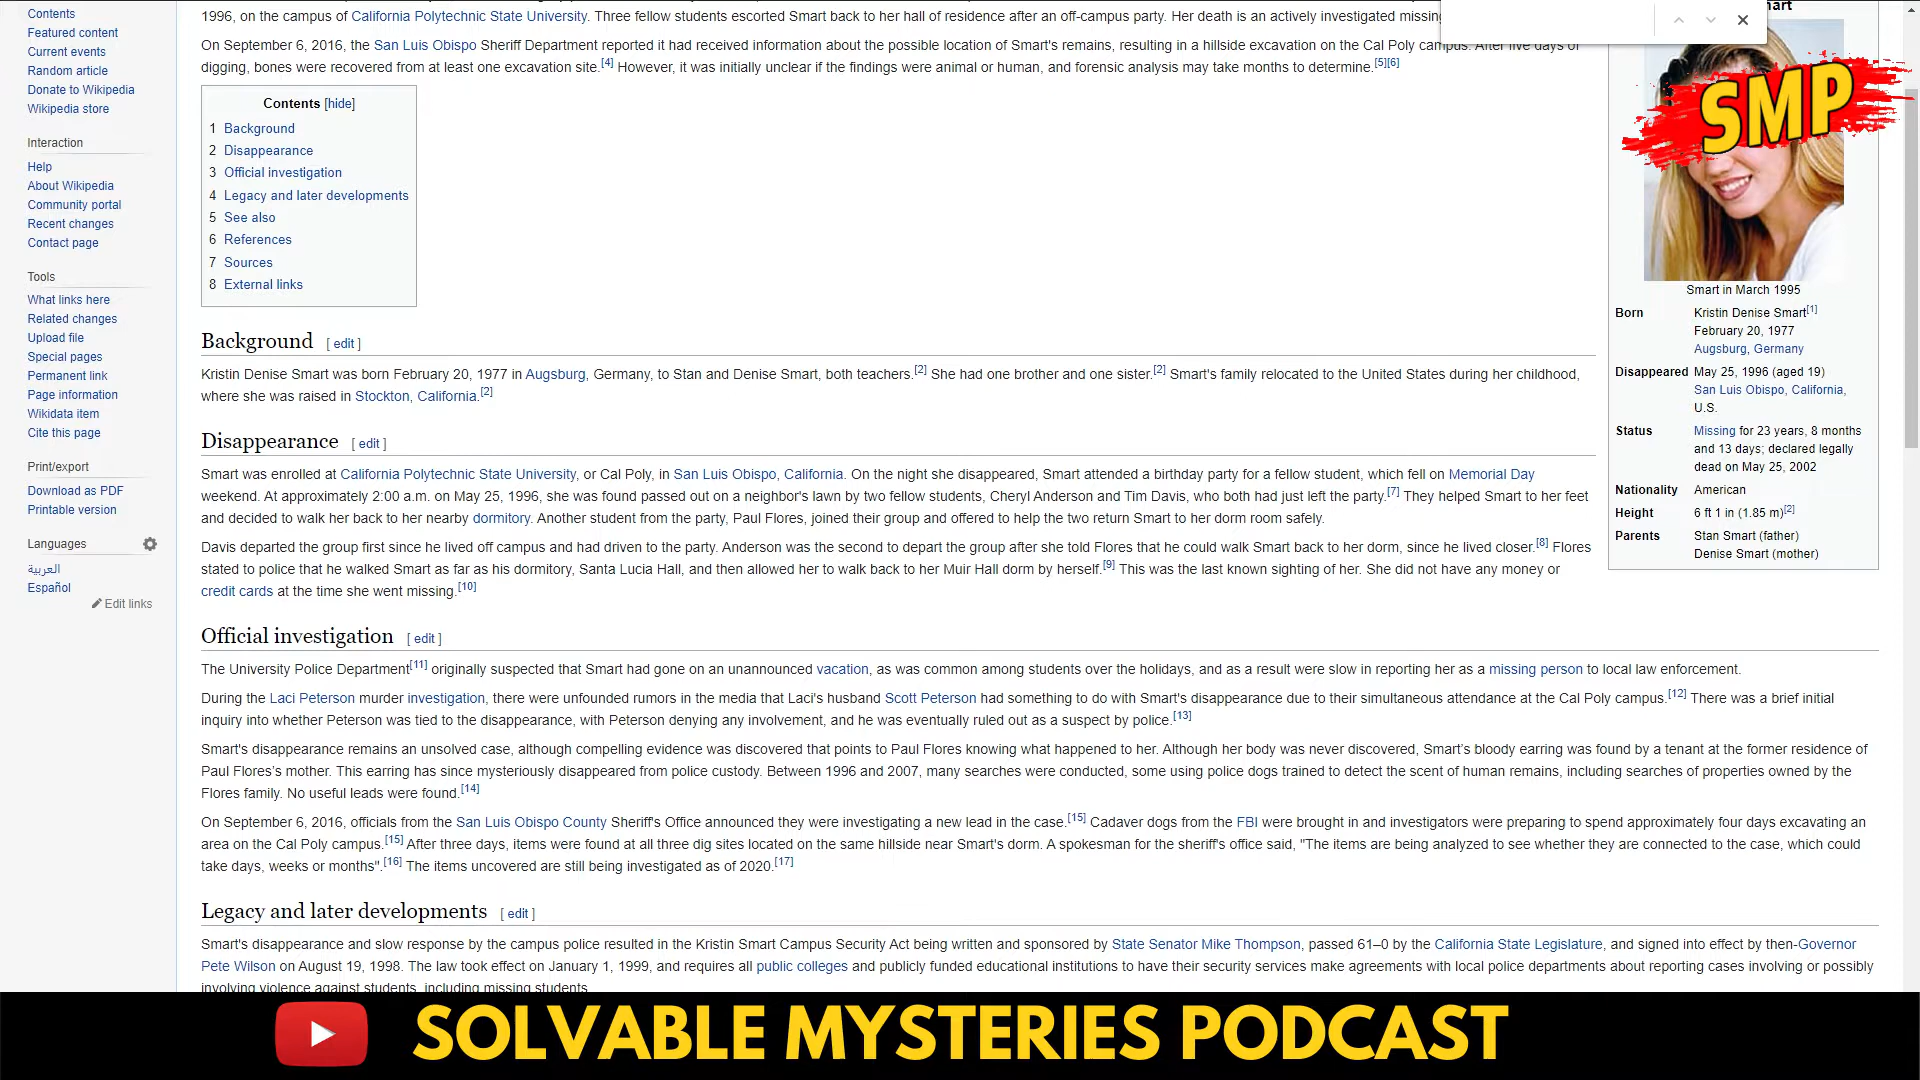 Contents
Featured content
Current events
Random article
Donate to Wikipedia
Wikipedia store
Interaction
Help
About Wikipedia
Community portal
Recent changes
Contact page
Tools
What links here
Related changes
Upload file
Special pages
Permanent link
Page information
Wikidata item
Cite this page
Print/export
Download as PDF
Printable version
Languages
العربية
Español
Edit links
1996, on the campus of California Polytechnic State University. Three fellow students escorted Smart back to her hall of residence after an off-campus party. Her death is an actively investigated missing
On September 6, 2016, the San Luis Obispo Sheriff Department reported it had received information about the possible location of Smart's remains, resulting in a hillside excavation on the Cal Poly campus. After five days of
digging, bones were recovered from at least one excavation site.[4] However, it was initially unclear if the findings were animal or human, and forensic analysis may take months to determine.[5][6]
Contents [hide]
1 Background
2 Disappearance
3 Official investigation
4 Legacy and later developments
5 See also
6 References
7 Sources
8 External links
Background [ edit ]
Kristin Denise Smart was born February 20, 1977 in Augsburg, Germany, to Stan and Denise Smart, both teachers.[2] She had one brother and one sister.[2] Smart's family relocated to the United States during her childhood,
where she was raised in Stockton, California.[2]
Disappearance [ edit ]
Smart was enrolled at California Polytechnic State University, or Cal Poly, in San Luis Obispo, California. On the night she disappeared, Smart attended a birthday party for a fellow student, which fell on Memorial Day
weekend. At approximately 2:00 a.m. on May 25, 1996, she was found passed out on a neighbor's lawn by two fellow students, Cheryl Anderson and Tim Davis, who both had just left the party.[7] They helped Smart to her feet
and decided to walk her back to her nearby dormitory. Another student from the party, Paul Flores, joined their group and offered to help the two return Smart to her dorm room safely.
Davis departed the group first since he lived off campus and had driven to the party. Anderson was the second to depart the group after she told Flores that he could walk Smart back to her dorm, since he lived closer.[8] Flores
stated to police that he walked Smart as far as his dormitory, Santa Lucia Hall, and then allowed her to walk back to her Muir Hall dorm by herself.[9] This was the last known sighting of her. She did not have any money or
credit cards at the time she went missing.[10]
Official investigation [ edit ]
The University Police Department[11] originally suspected that Smart had gone on an unannounced vacation, as was common among students over the holidays, and as a result were slow in reporting her as a missing person to local law enforcement.
During the Laci Peterson murder investigation, there were unfounded rumors in the media that Laci's husband Scott Peterson had something to do with Smart's disappearance due to their simultaneous attendance at the Cal Poly campus.[12] There was a brief initial
inquiry into whether Peterson was tied to the disappearance, with Peterson denying any involvement, and he was eventually ruled out as a suspect by police.[13]
Smart's disappearance remains an unsolved case, although compelling evidence was discovered that points to Paul Flores knowing what happened to her. Although her body was never discovered, Smart's bloody earring was found by a tenant at the former residence of
Paul Flores's mother. This earring has since mysteriously disappeared from police custody. Between 1996 and 2007, many searches were conducted, some using police dogs trained to detect the scent of human remains, including searches of properties owned by the
Flores family. No useful leads were found.[14]
On September 6, 2016, officials from the San Luis Obispo County Sheriff's Office announced they were investigating a new lead in the case.[15] Cadaver dogs from the FBI were brought in and investigators were preparing to spend approximately four days excavating an
area on the Cal Poly campus.[15] After three days, items were found at all three dig sites located on the same hillside near Smart's dorm. A spokesman for the sheriff's office said, "The items are being analyzed to see whether they are connected to the case, which could
take days, weeks or months".[16] The items uncovered are still being investigated as of 2020.[17]
Legacy and later developments [ edit ]
Smart's disappearance and slow response by the campus police resulted in the Kristin Smart Campus Security Act being written and sponsored by State Senator Mike Thompson, passed 61–0 by the California State Legislature, and signed into effect by then-Governor
Pete Wilson on August 19, 1998. The law took effect on January 1, 1999, and requires all public colleges and publicly funded educational institutions to have their security services make agreements with local police departments about reporting cases involving or possibly
involving violence against students, including missing students.
SMP
Smart in March 1995
Born Kristin Denise Smart[1]
February 20, 1977
Augsburg, Germany
Disappeared May 25, 1996 (aged 19)
San Luis Obispo, California,
U.S.
Status Missing for 23 years, 8 months
and 13 days; declared legally
dead on May 25, 2002
Nationality American
Height 6 ft 1 in (1.85 m)[2]
Parents Stan Smart (father)
Denise Smart (mother)
SOLVABLE MYSTERIES PODCAST